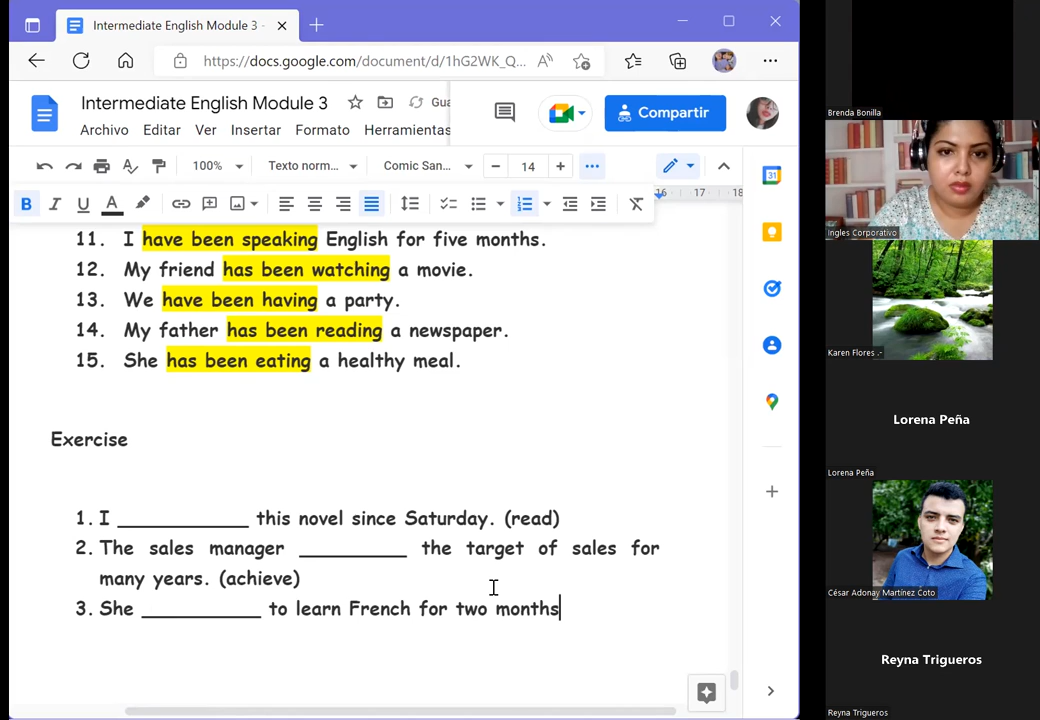 Intermediate English Module 3 -
https://docs.google.com/document/d/1hG2WK_Q...
Intermediate English Module 3
Gua
Compartir
Archivo Editar Ver Insertar Formato Herramientas
100% Texto norm... Comic San... 14
16 17 18
11. I have been speaking English for five months.
12. My friend has been watching a movie.
13. We have been having a party.
14. My father has been reading a newspaper.
15. She has been eating a healthy meal.
Exercise
1. I ____________ this novel since Saturday. (read)
2. The sales manager __________ the target of sales for
many years. (achieve)
3. She ___________ to learn French for two months
31
Brenda Bonilla
Ingles Corporativo
Karen Flores .-
Lorena Peña
Lorena Peña
César Adonay Martínez Coto
Reyna Trigueros
Reyna Trigueros